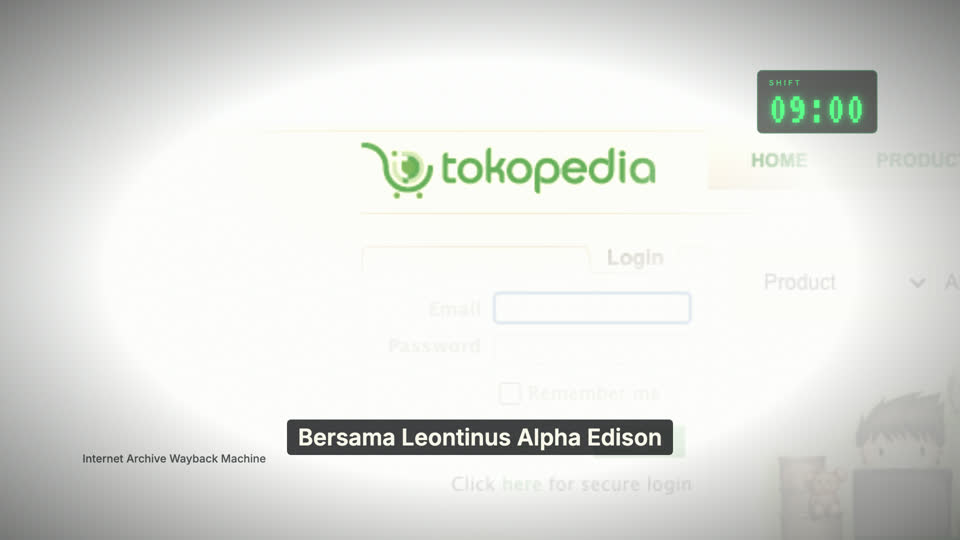 SHIFT
09:00
tokopedia
HOME
PRODUC
Login
Product
A
Email
Password
Remember me
Bersama Leontinus Alpha Edison
Internet Archive Wayback Machine
Click here for secure login